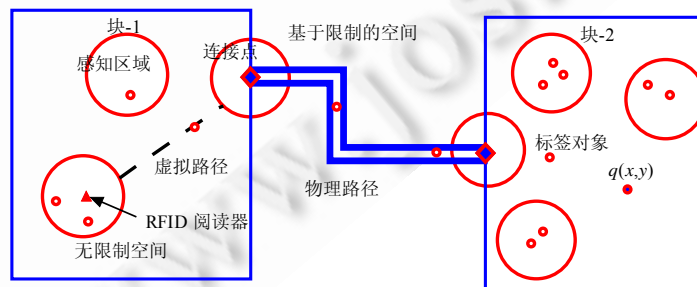 块-1
感知区域
连接点
基于限制的空间
块-2
虚拟路径
物理路径
标签对象
q(x,y)
RFID 阅读器
无限制空间